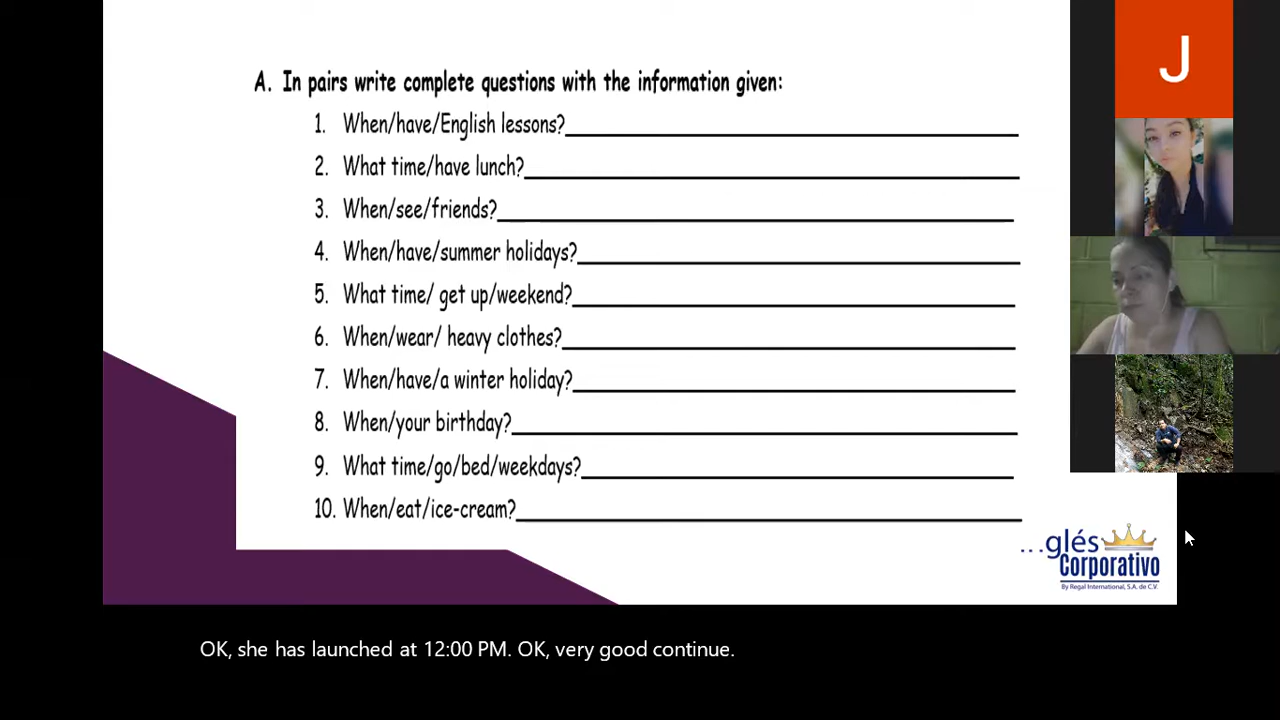 A. In pairs write complete questions with the information given:
1. When/have/English lessons?
2. What time/have lunch?
3. When/see/friends?
4. When/have/summer holidays?
5. What time/ get up/weekend?
6. When/wear/ heavy clothes?
7. When/have/a winter holiday?
8. When/your birthday?
9. What time/go/bed/weekdays?
10. When/eat/ice-cream?
J
...glés
Corporativo
By Regal International, S.A. de C.V.
OK, she has launched at 12:00 PM. OK, very good continue.